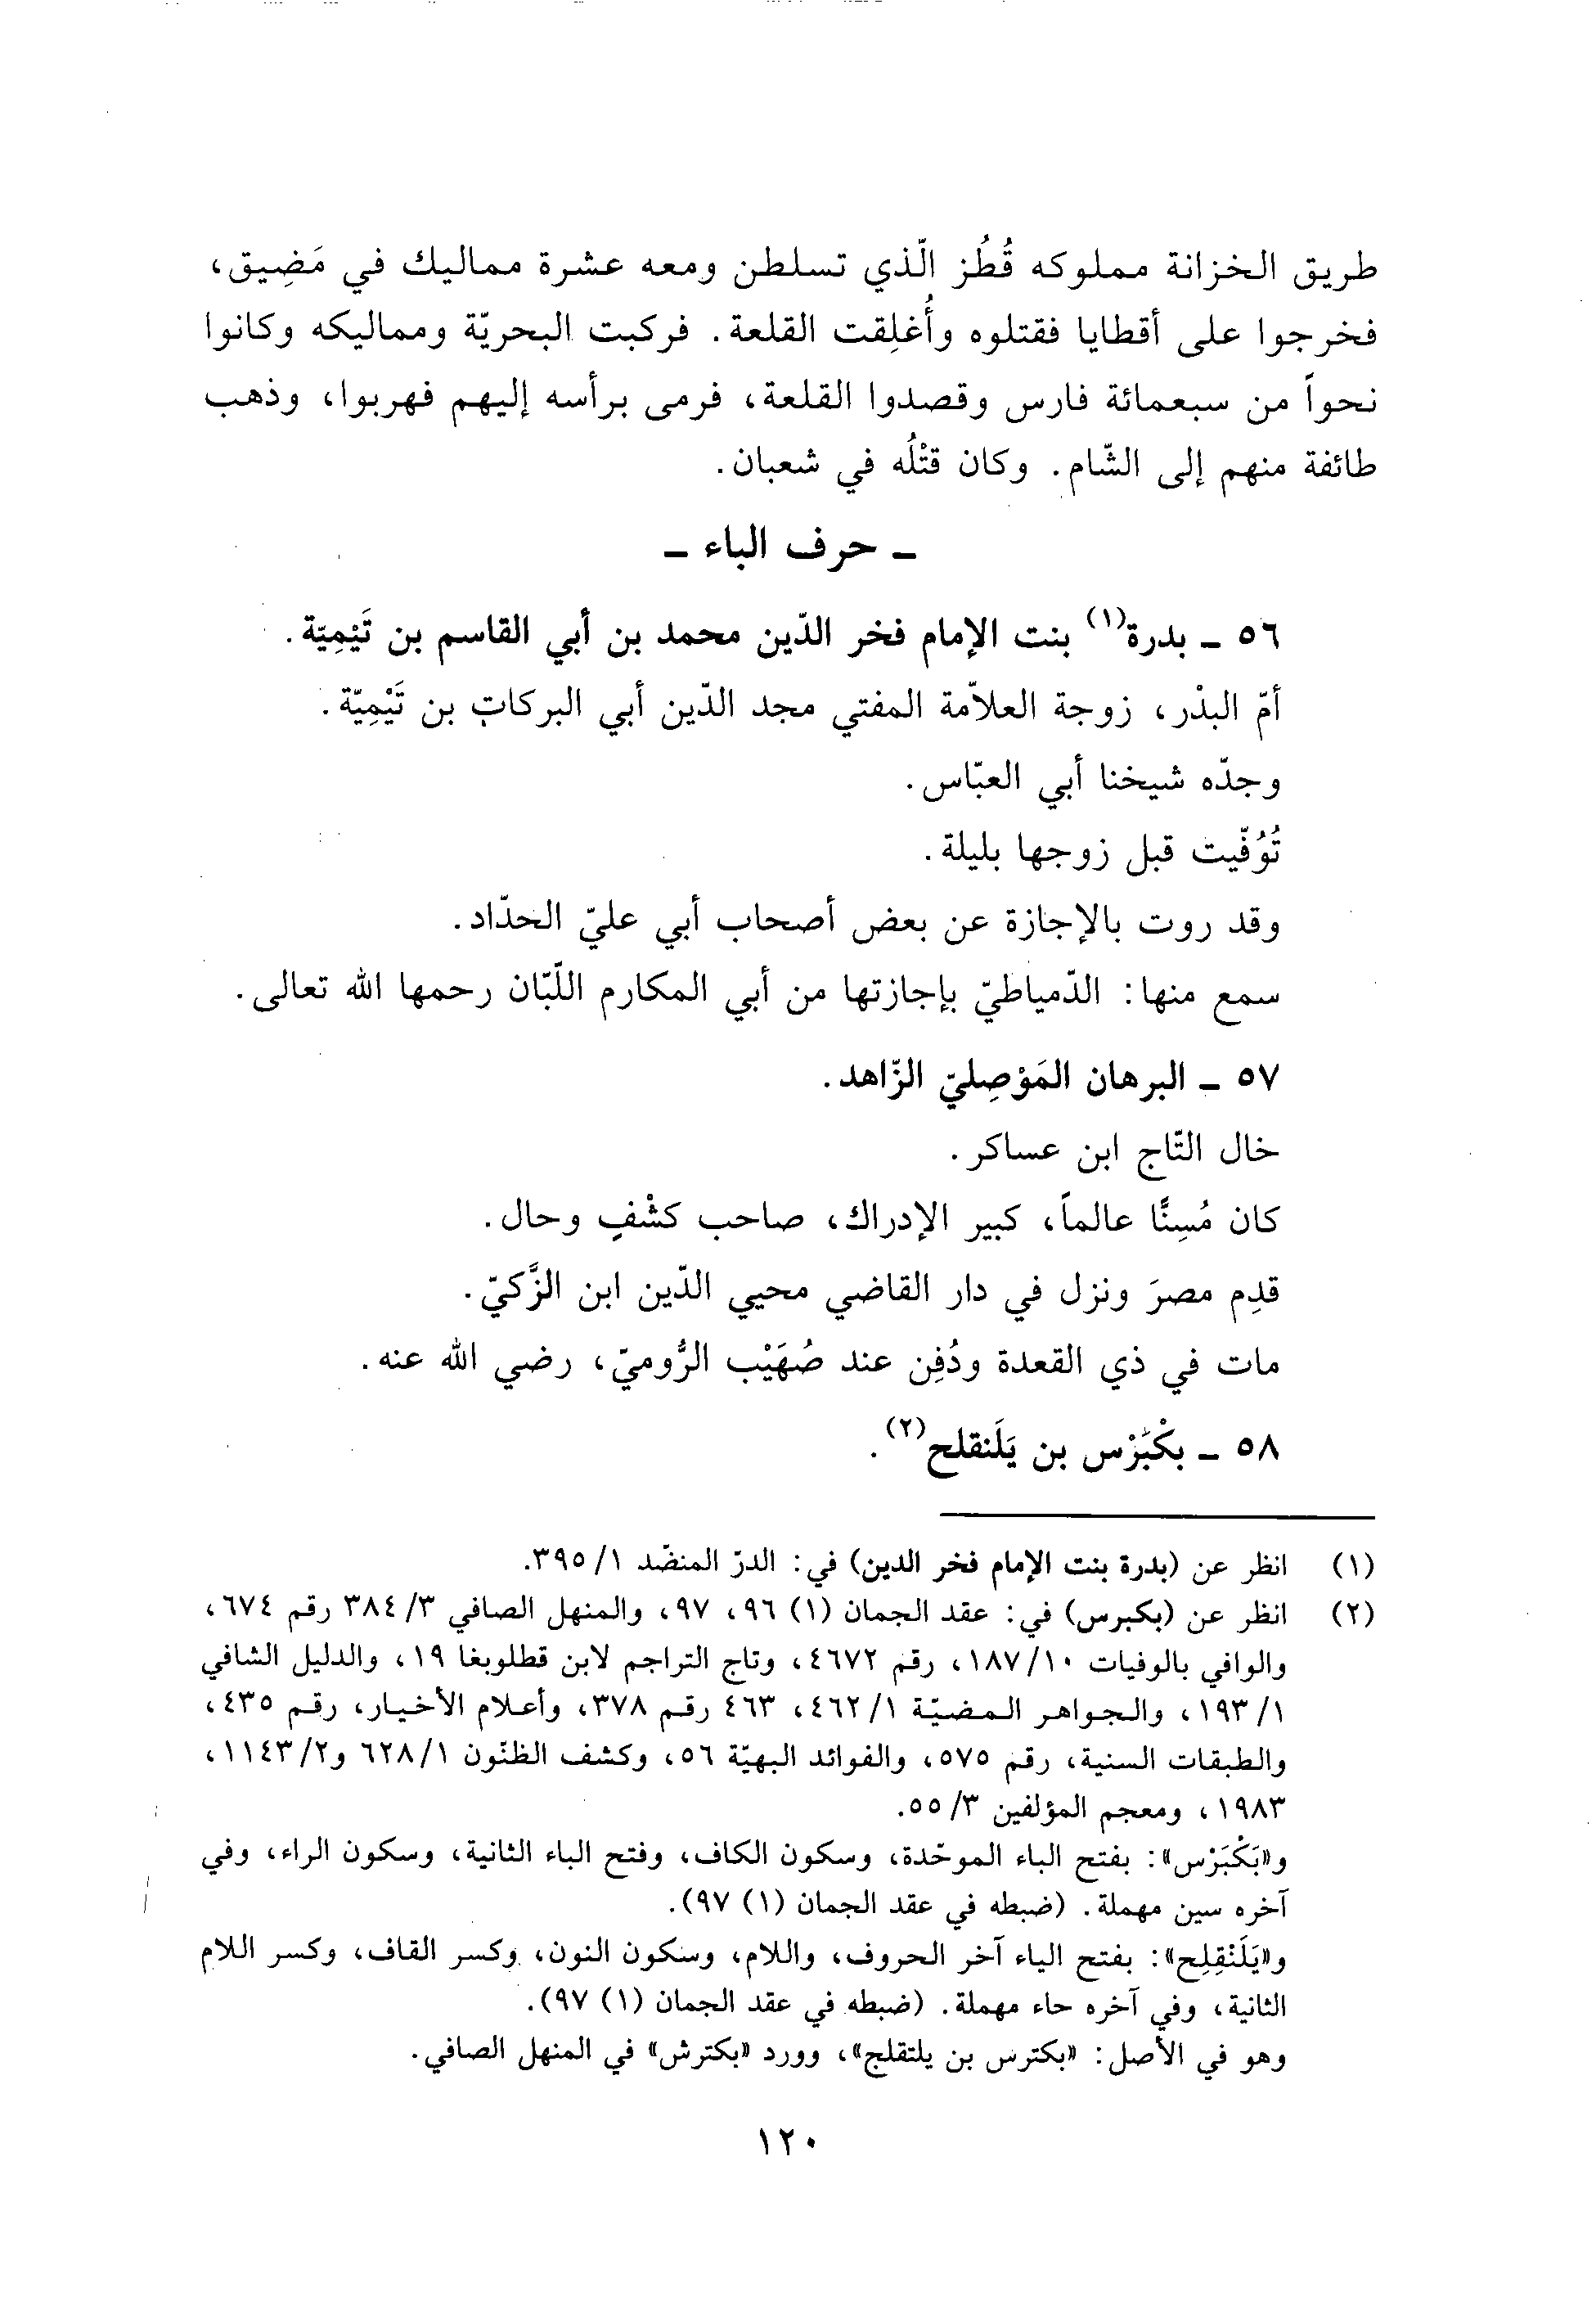 طريق الخزانة مملوكه قُطُز الّذي تسلطن ومعه عشرة مماليك في مَضِيق،
فخرجوا على أقطايا فقتلوه وأُغلِقت القلعة. فركبت البحريّة ومماليكه وكانوا
نحواً من سبعمائة فارس وقصدوا القلعة، فرمى برأسه إليهم فهربوا، وذهب
طائفة منهم إلى الشّام. وكان قتْلُه في شعبان.
ـ حرف الباء ـ
٥٦ ـ بدرة(١) بنت الإمام فخر الدّين محمد بن أبي القاسم بن تَيْمِيّة.
أمّ البدْر، زوجة العلاّمة المفتي مجد الدّين أبي البركات بن تَيْمِيّة.
وجدّه شيخنا أبي العبّاس.
تُوُفّيت قبل زوجها بليلة.
وقد روت بالإجازة عن بعض أصحاب أبي عليّ الحدّاد.
سمع منها: الدّمياطيّ بإجازتها من أبي المكارم اللّبّان رحمها الله تعالى.
٥٧ ـ البرهان المَوْصِليّ الزّاهد.
خال التّاج ابن عساكر.
كان مُسِنًّا عالماً، كبير الإدراك، صاحب كشْفٍ وحال.
قدِم مصرَ ونزل في دار القاضي محيي الدّين ابن الزَّكيّ.
مات في ذي القعدة ودُفِن عند صُهَيْب الرُّوميّ، رضي الله عنه.
٥٨ ـ بكْبَرْس بن يَلَنقلح(٢).
(١) انظر عن (بدرة بنت الإمام فخر الدين) في: الدرّ المنضّد ١/ ٣٩٥.
(٢) انظر عن (بكبرس) في: عقد الجمان (١) ٩٦، ٩٧، والمنهل الصافي ٣/ ٣٨٤ رقم ٦٧٤،
والوافي بالوفيات ١٠/ ١٨٧، رقم ٤٦٧٢، وتاج التراجم لابن قطلوبغا ١٩، والدليل الشافي
١/ ١٩٣، والجواهر المضيّة ١/ ٤٦٢، ٤٦٣ رقم ٣٧٨، وأعلام الأخيار، رقم ٤٣٥،
والطبقات السنية، رقم ٥٧٥، والفوائد البهيّة ٥٦، وكشف الظنّون ١/ ٦٢٨ و٢/ ١١٤٣،
١٩٨٣، ومعجم المؤلفين ٣/ ٥٥.
و«بَكْبَرْس»: بفتح الباء الموحّدة، وسكون الكاف، وفتح الباء الثانية، وسكون الراء، وفي
آخره سين مهملة. (ضبطه في عقد الجمان (١) ٩٧).
و«يَلَنْقِلِح»: بفتح الياء آخر الحروف، واللام، وسكون النون، وكسر القاف، وكسر اللام
الثانية، وفي آخره حاء مهملة. (ضبطه في عقد الجمان (١) ٩٧).
وهو في الأصل: «بكترس بن يلتقلج»، وورد «بكترش» في المنهل الصافي.
١٢٠